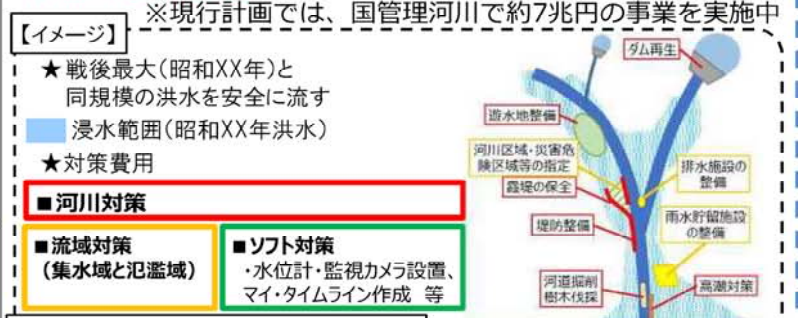 ※現行計画では、国管理河川で約7兆円の事業を実施中
【イメージ】
★戦後最大(昭和XX年)と
同規模の洪水を安全に流す
浸水範囲(昭和XX年洪水)
★対策費用
■河川対策
■流域対策
(集水域と氾濫域)
■ソフト対策
・水位計・監視カメラ設置、
マイ・タイムライン作成 等
ダム再生
遊水地整備
河川区域・災害危
険区域等の指定
霞堤の保全
排水施設の
整備
堤防整備
雨水貯留施設
の整備
河道掘削
樹木伐採
高潮対策